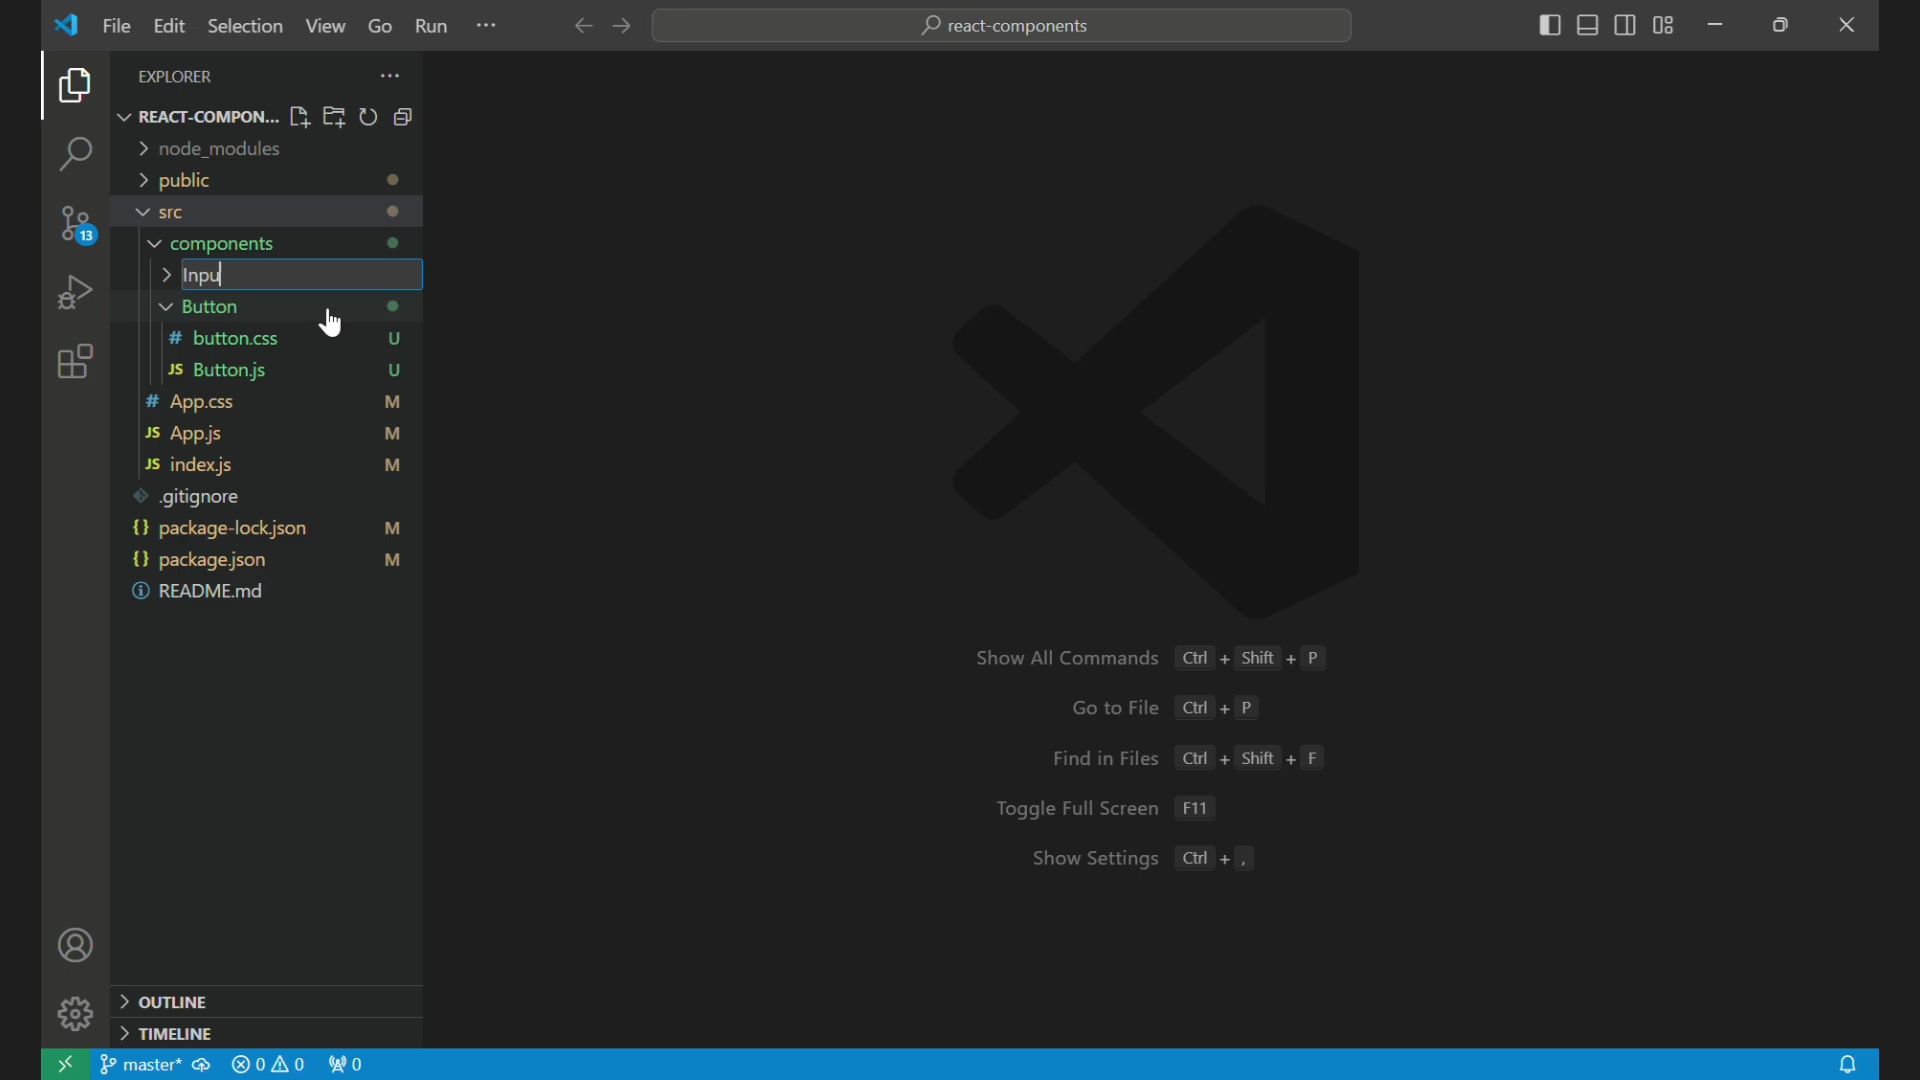 File Edit Selection View Go Run ··· react-components
EXPLORER ···
REACT-COMPON...
node_modules
public
src
13
components
Inpu
Button
# button.css U
JS Button.js U
# App.css M
JS App.js M
JS index.js M
.gitignore
{} package-lock.json M
{} package.json M
README.md
Show All Commands Ctrl + Shift + P
Go to File Ctrl + P
Find in Files Ctrl + Shift + F
Toggle Full Screen F11
Show Settings Ctrl + ,
OUTLINE
TIMELINE
master* 0 0 0